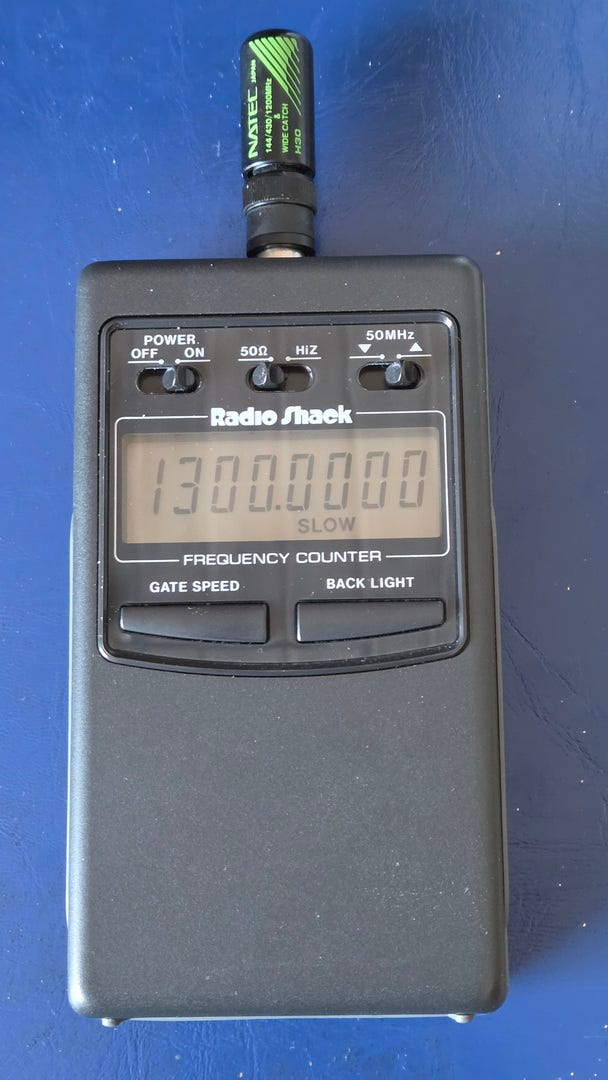 NATEC JAPAN
144/430/1200MHz
&
WIDE CATCH
H30
POWER
OFF ON
50Ω HiZ
50MHz
▼ ▲
Radio Shack
1300.0000
SLOW
FREQUENCY COUNTER
GATE SPEED
BACK LIGHT